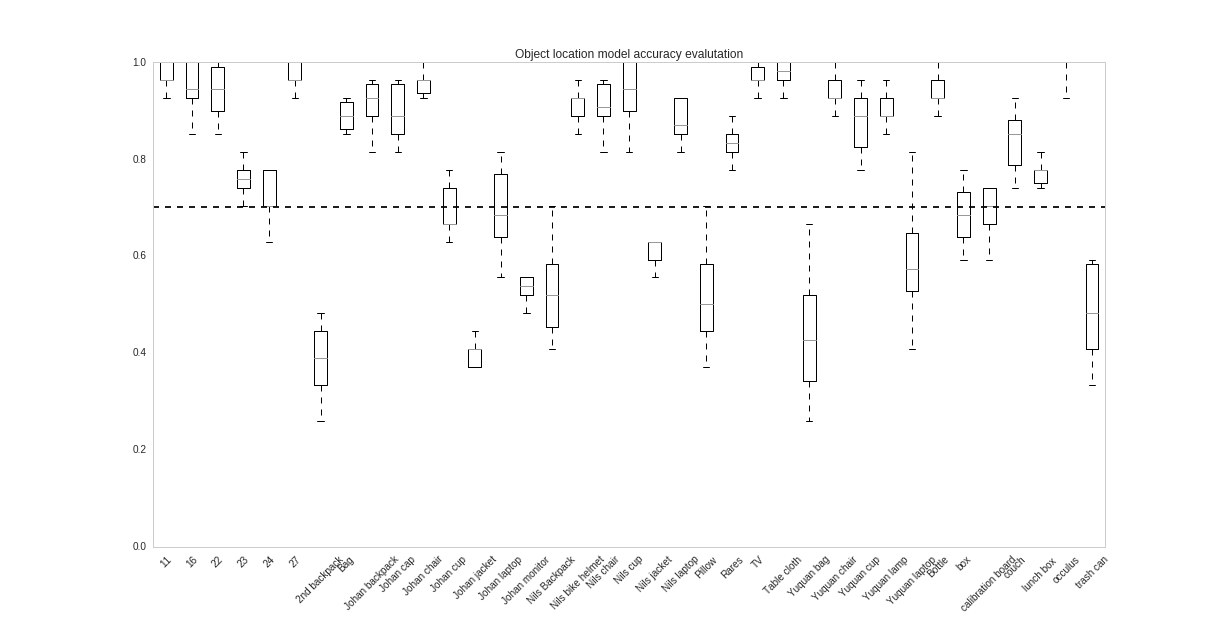 Object location model accuracy evalutation
1.0
0.8
0.6
0.4
0.2
0.0
11
16
22
23
24
27
2nd backpack
Bag
Johan backpack
Johan cap
Johan chair
Johan cup
Johan jacket
Johan laptop
Johan monitor
Nils Backpack
Nils bike helmet
Nils chair
Nils cup
Nils jacket
Nils laptop
Pillow
Rares
TV
Table cloth
Yuquan bag
Yuquan chair
Yuquan cup
Yuquan lamp
Yuquan laptop
bottle
box
calibration board
couch
lunch box
occulus
trash can